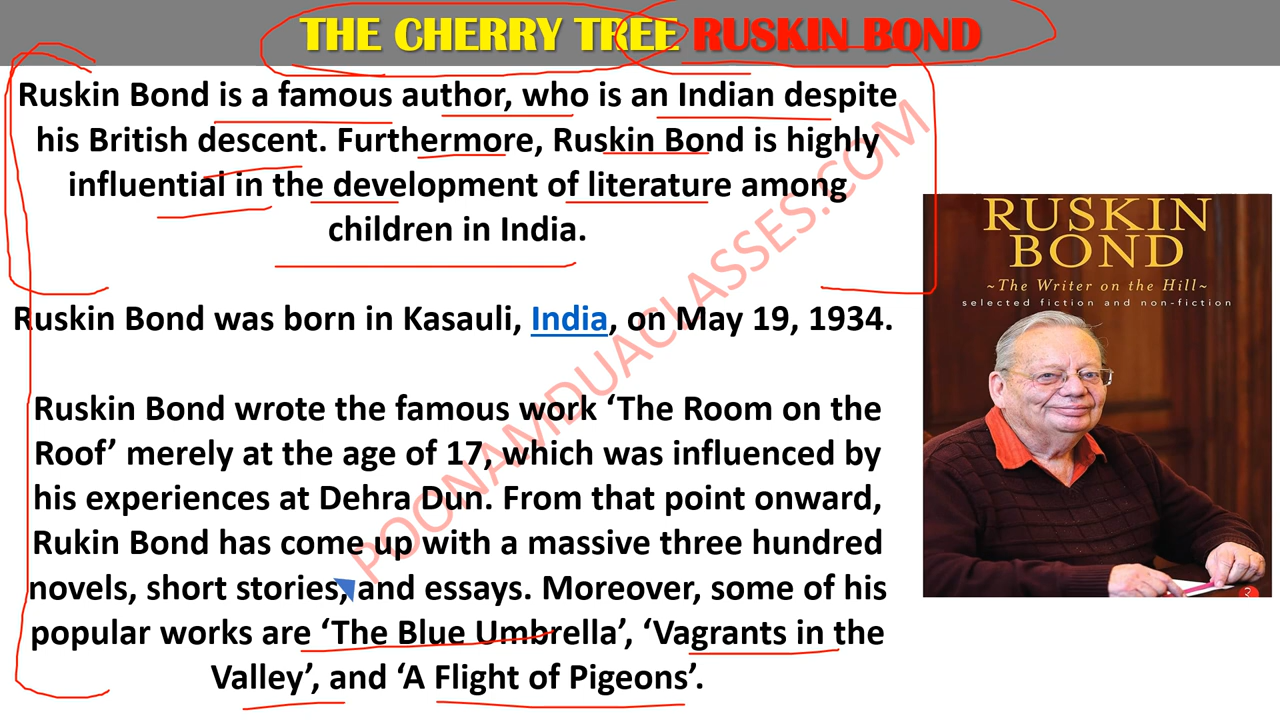 THE CHERRY TREE RUSKIN BOND
Ruskin Bond is a famous author, who is an Indian despite
his British descent. Furthermore, Ruskin Bond is highly
influential in the development of literature among
children in India.
Ruskin Bond was born in Kasauli, India, on May 19, 1934.
Ruskin Bond wrote the famous work ‘The Room on the
Roof’ merely at the age of 17, which was influenced by
his experiences at Dehra Dun. From that point onward,
Rukin Bond has come up with a massive three hundred
novels, short stories, and essays. Moreover, some of his
popular works are ‘The Blue Umbrella’, ‘Vagrants in the
Valley’, and ‘A Flight of Pigeons’.
POONAMDUACLASSES.COM
RUSKIN
BOND
~The Writer on the Hill~
selected fiction and non-fiction